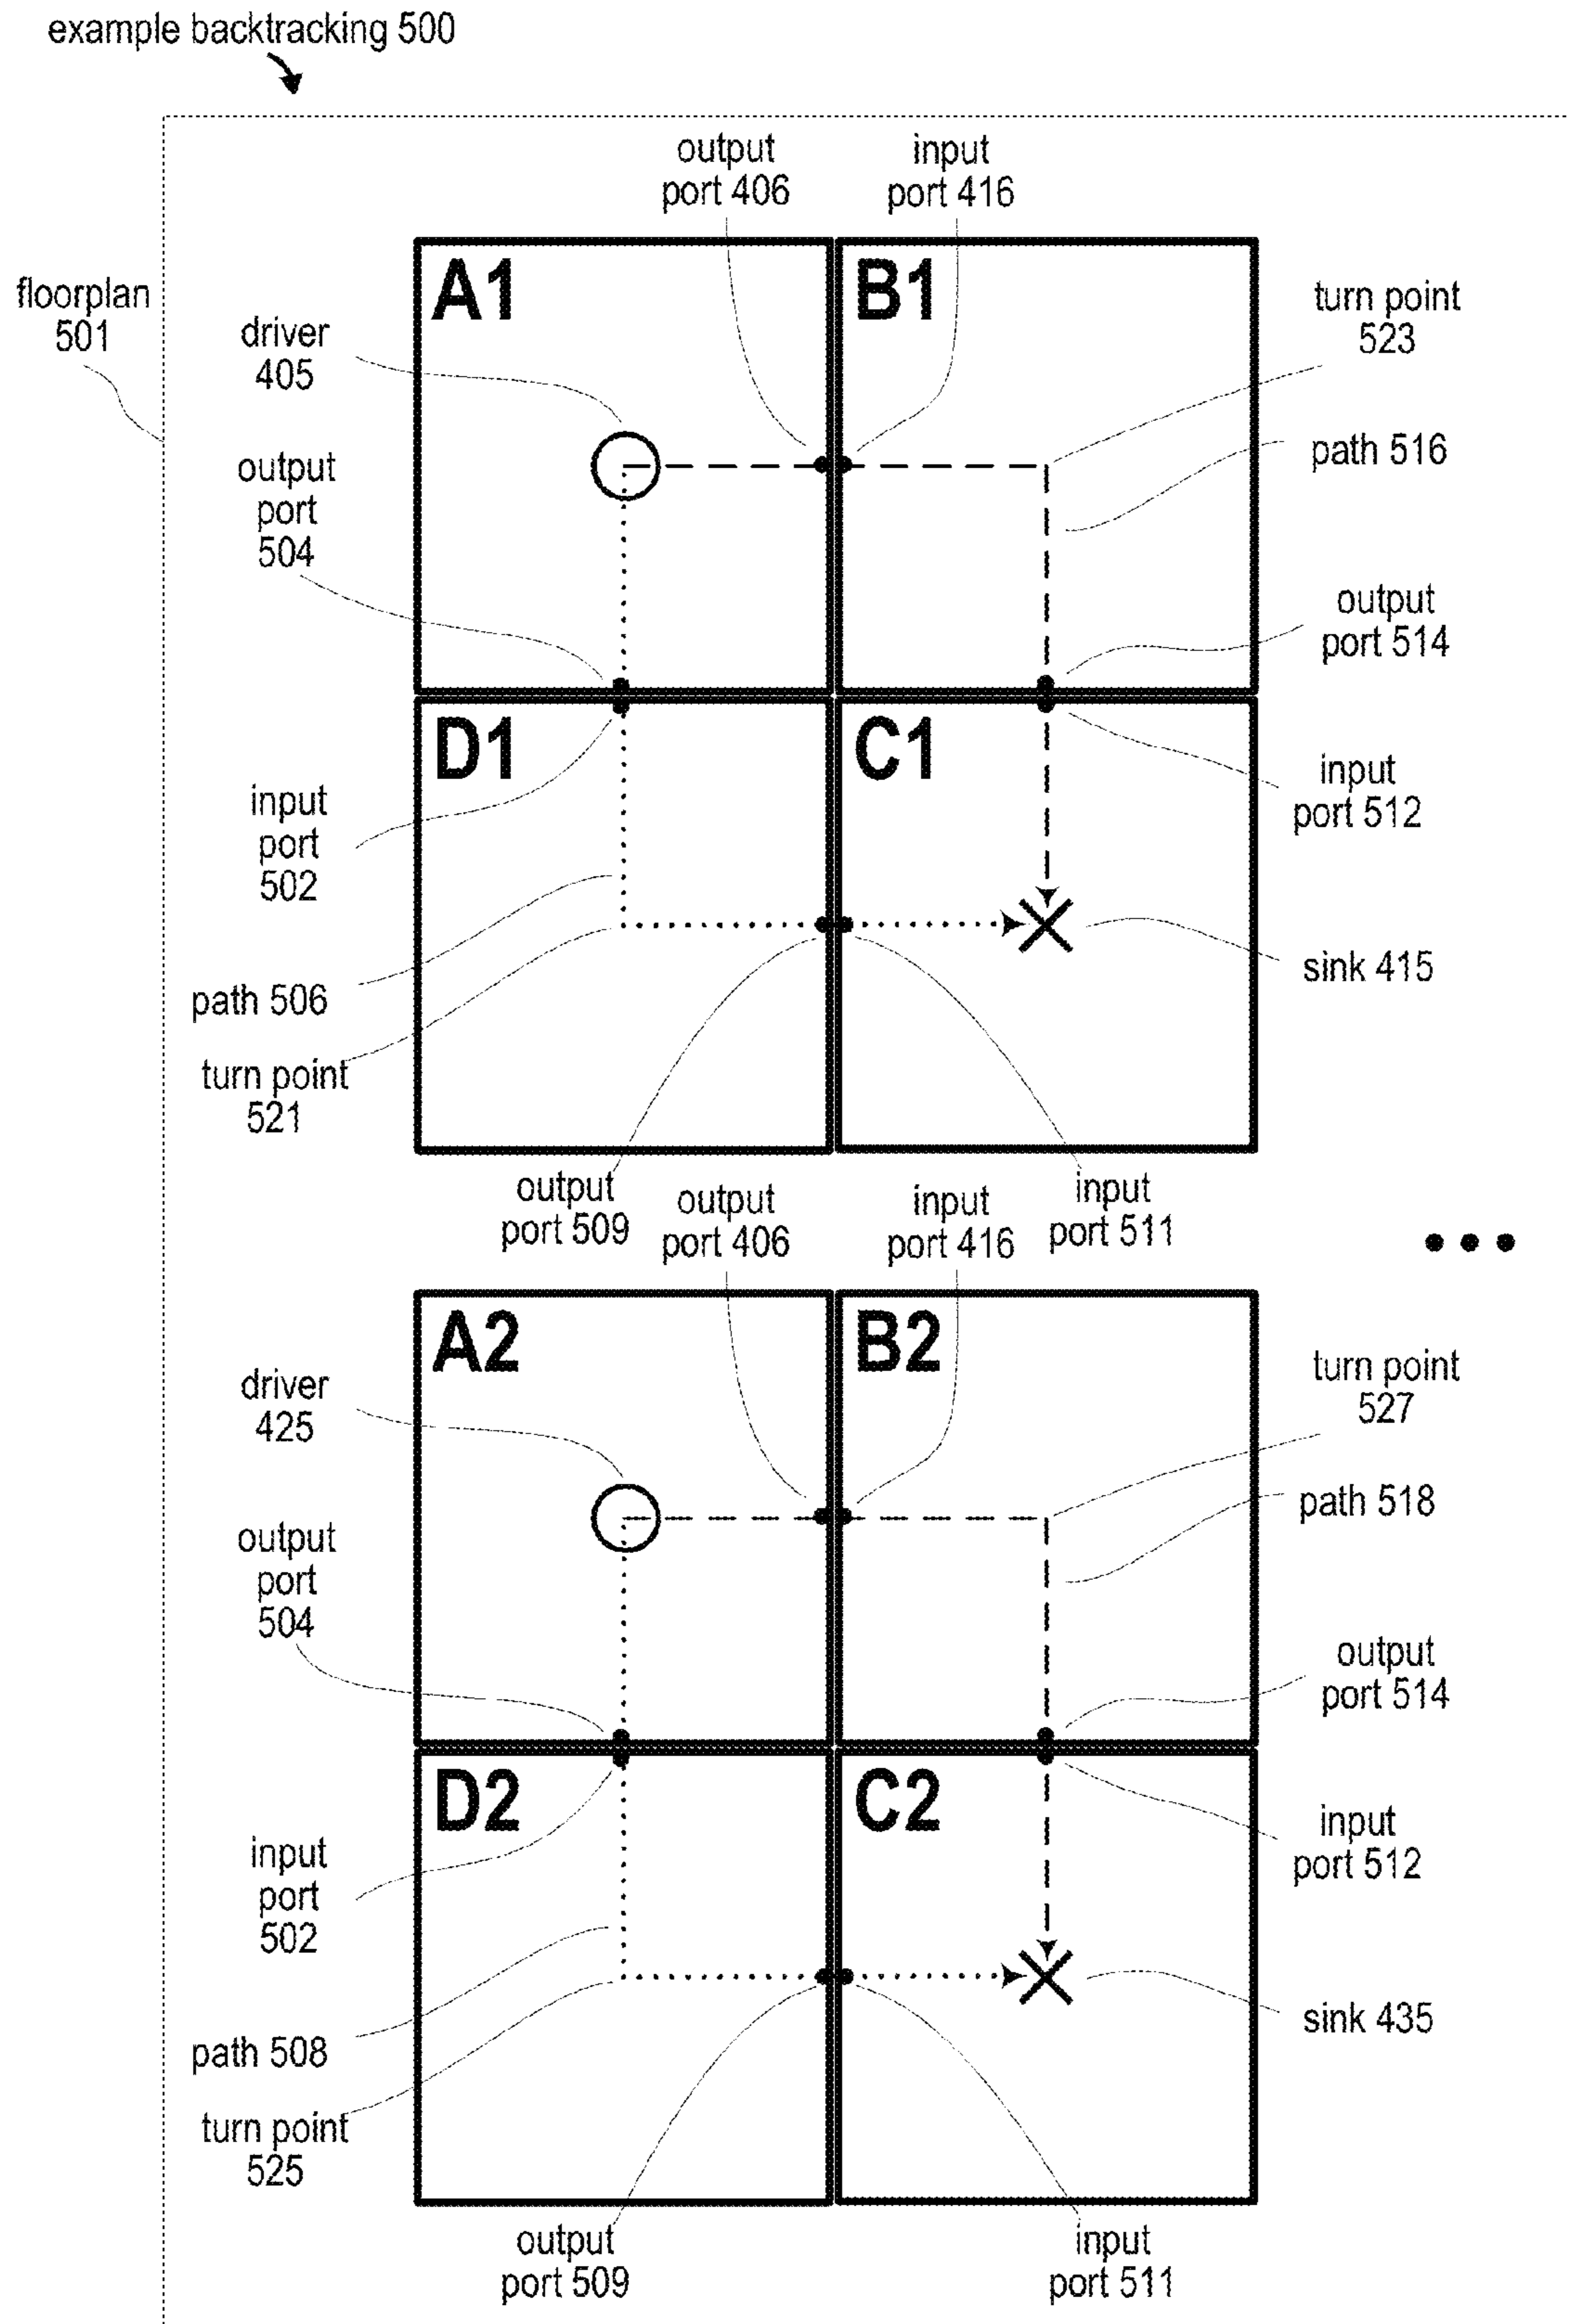 example backtracking 500
output
port 406
input
port 416
floorplan
501
A1
B1
driver
405
turn point
523
output
port
504
path 516
output
port 514
D1
C1
input
port
502
input
port 512
path 506
sink 415
turn point
521
output
port 509
output
port 406
input
port 416
input
port 511
A2
B2
driver
425
turn point
527
output
port
504
path 518
output
port 514
D2
C2
input
port
502
input
port 512
path 508
sink 435
turn point
525
output
port 509
input
port 511